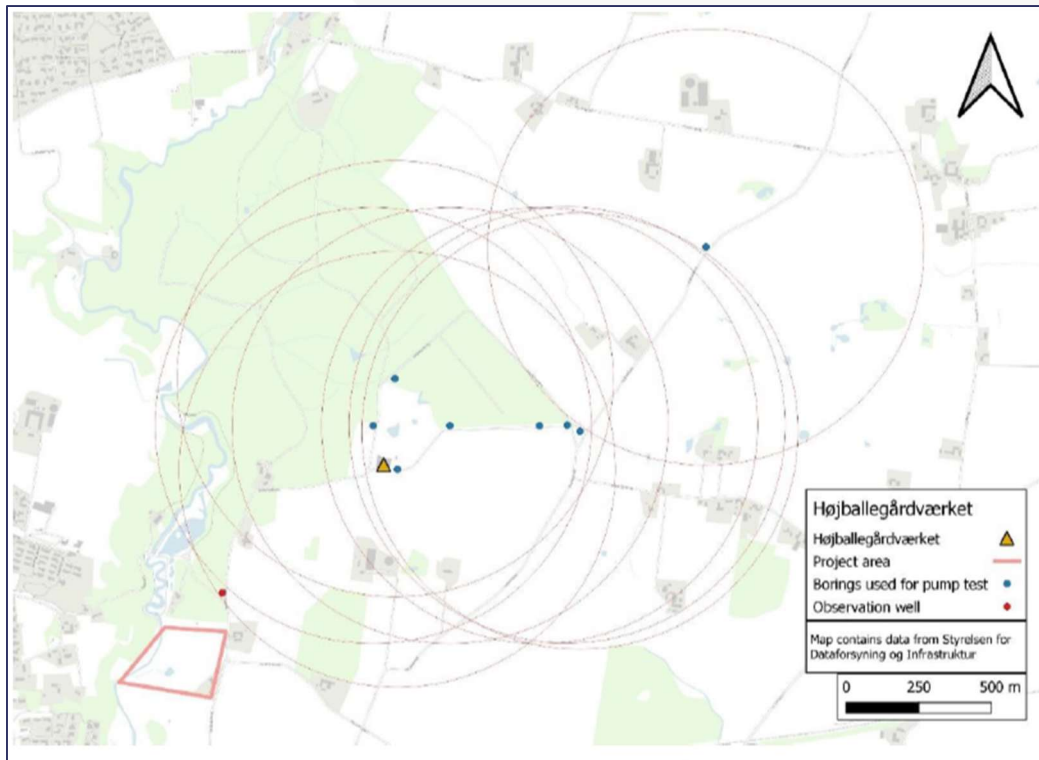 Højballegårdværket
Højballegårdværket
Project area
Borings used for pump test
Observation well
Map contains data from Styrelsen for
Dataforsyning og Infrastruktur
0 250 500 m